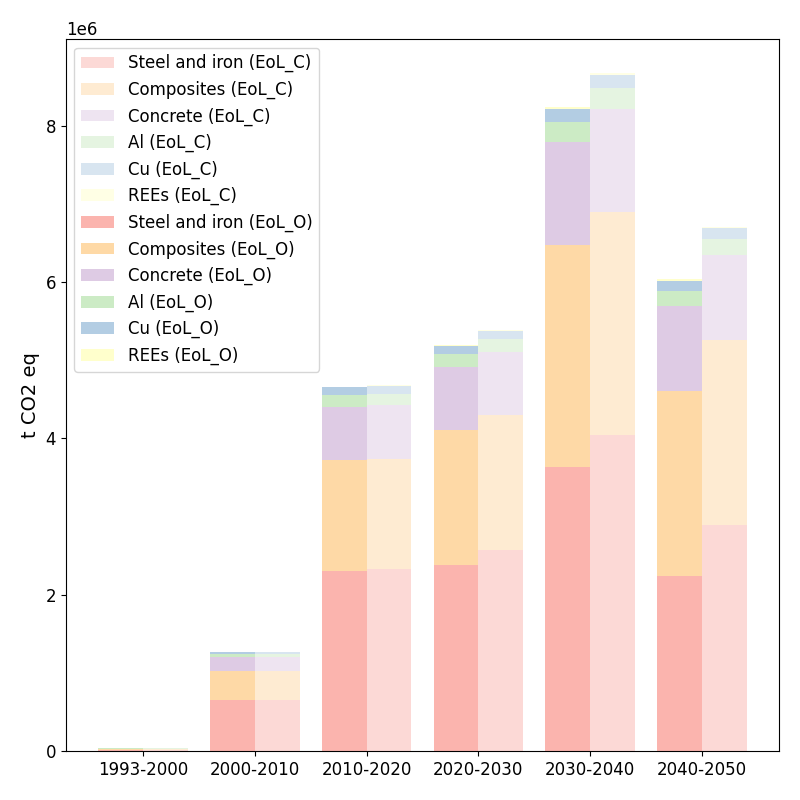 1e6
Steel and iron (EoL_C)
Composites (EoL_C)
Concrete (EoL_C)
Al (EoL_C)
Cu (EoL_C)
REEs (EoL_C)
Steel and iron (EoL_O)
Composites (EoL_O)
Concrete (EoL_O)
Al (EoL_O)
Cu (EoL_O)
REEs (EoL_O)
8
6
4
2
0
t CO2 eq
1993-2000 2000-2010 2010-2020 2020-2030 2030-2040 2040-2050